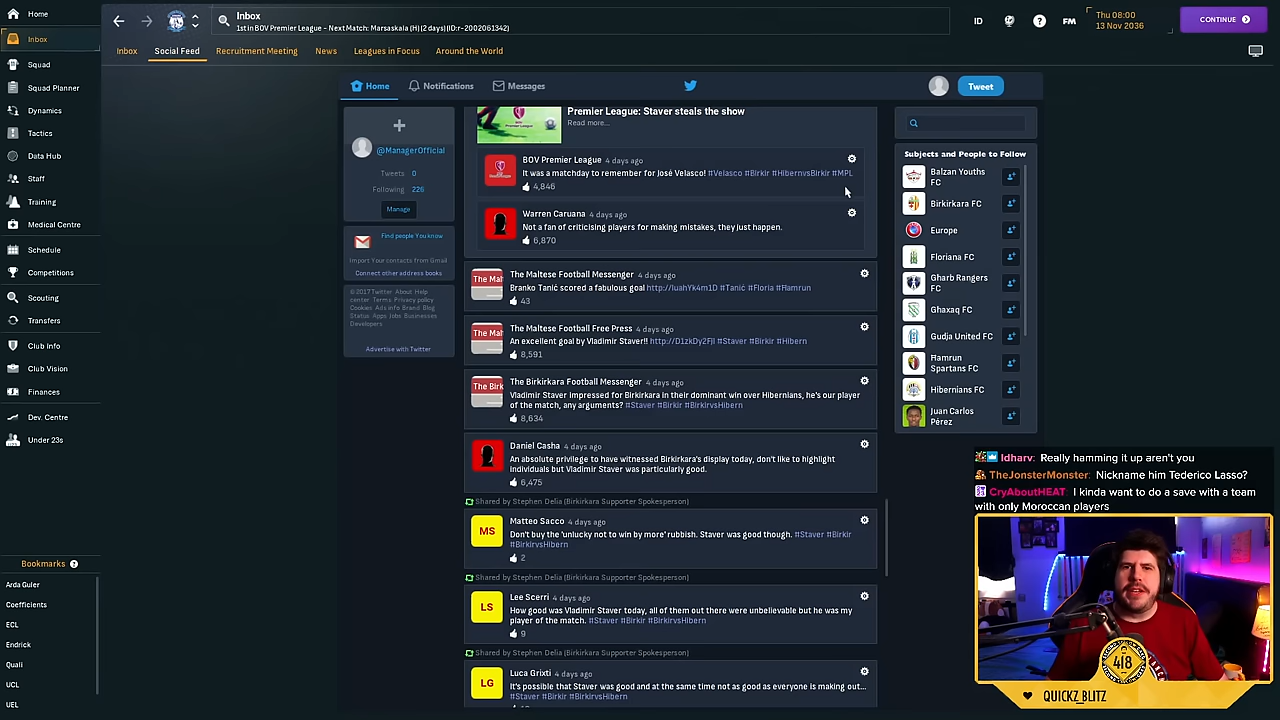 Home
Inbox
Squad
Squad Planner
Dynamics
Tactics
Data Hub
Staff
Training
Medical Centre
Schedule
Competitions
Scouting
Transfers
Club Info
Club Vision
Finances
Dev. Centre
Under 23s
Bookmarks
Arda Guler
Coefficients
ECL
Endrick
Quali
UCL
UEL
Inbox
1st in BOV Premier League - Next Match: Marsaskala (H) (2 days) (ID:r-2002061342)
ID
FM
Thu 08:00
13 Nov 2036
CONTINUE
Inbox
Social Feed
Recruitment Meeting
News
Leagues in Focus
Around the World
Home
Notifications
Messages
Tweet
@ManagerOfficial
Tweets 0
Following 226
Manage
Find people You know
Import Your contacts from Gmail
Connect other address books
© 2017 Twitter About Help
center Terms Privacy policy
Cookies Ads info Brand Blog
Status Apps Jobs Businesses
Developers
Advertise with Twitter
Premier League: Staver steals the show
Read more...
BOV Premier League 4 days ago
It was a matchday to remember for José Velasco! #Velasco #Birkir #HibernvsBirkir #MPL
4,846
Warren Caruana 4 days ago
Not a fan of criticising players for making mistakes, they just happen.
6,870
The Mal
The Maltese Football Messenger 4 days ago
Branko Tanić scored a fabulous goal http://IuahYk4m1D #Tanić #Floria #Hamrun
43
The Mal
The Maltese Football Free Press 4 days ago
An excellent goal by Vladimir Staver!! http://D1zkDy2FJl #Staver #Birkir #Hibern
8,591
The Birk
The Birkirkara Football Messenger 4 days ago
Vladimir Staver impressed for Birkirkara in their dominant win over Hibernians, he's our player
of the match, any arguments? #Staver #Birkir #BirkirvsHibern
8,634
Daniel Casha 4 days ago
An absolute privilege to have witnessed Birkirkara's display today, don't like to highlight
individuals but Vladimir Staver was particularly good.
6,475
Shared by Stephen Delia (Birkirkara Supporter Spokesperson)
MS
Matteo Sacco 4 days ago
Don't buy the 'unlucky not to win by more' rubbish. Staver was good though. #Staver #Birkir
#BirkirvsHibern
2
Shared by Stephen Delia (Birkirkara Supporter Spokesperson)
LS
Lee Scerri 4 days ago
How good was Vladimir Staver today, all of them out there were unbelievable but he was my
player of the match. #Staver #Birkir #BirkirvsHibern
9
Shared by Stephen Delia (Birkirkara Supporter Spokesperson)
LG
Luca Grixti 4 days ago
It's possible that Staver was good and at the same time not as good as everyone is making out...
#Staver #Birkir #BirkirvsHibern
Subjects and People to Follow
Balzan Youths
FC
Birkirkara FC
Europe
Floriana FC
Gharb Rangers
FC
Ghaxaq FC
Gudja United FC
Hamrun
Spartans FC
Hibernians FC
Juan Carlos
Pérez
ldharv: Really hamming it up aren't you
TheJonsterMonster: Nickname him Tederico Lasso?
CryAboutHEAT: I kinda want to do a save with a team
with only Moroccan players
418
QUICKZ_BLITZ